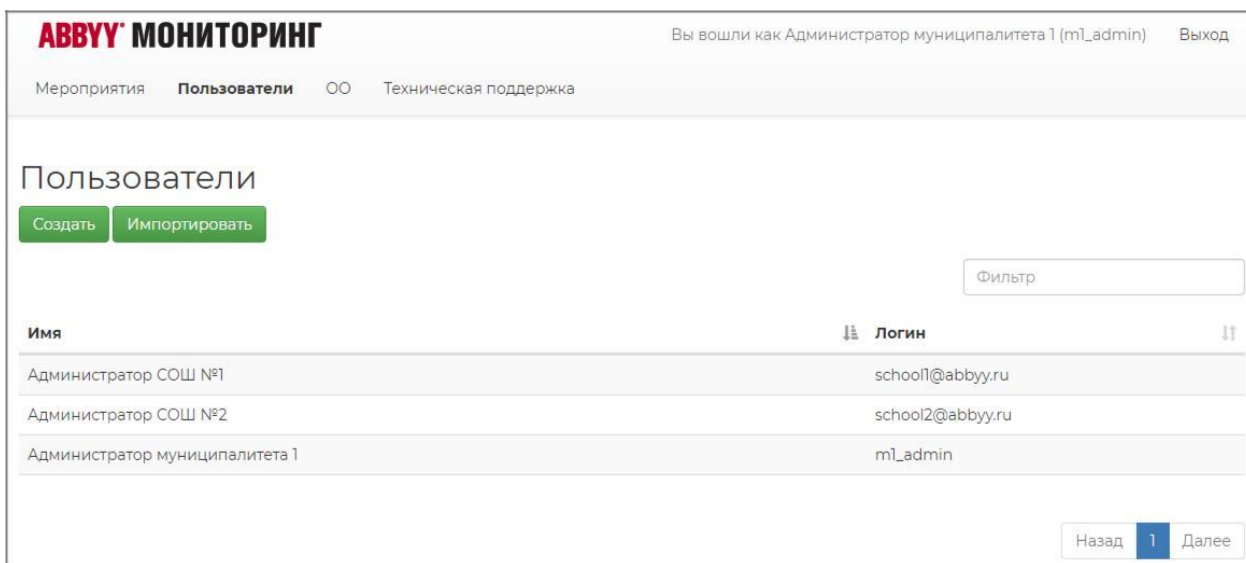 ABBYY® МОНИТОРИНГ Вы вошли как Администратор муниципалитета 1 (m1_admin) Выход
Мероприятия Пользователи ОО Техническая поддержка
Пользователи
Создать Импортировать
Фильтр
Имя Логин
Администратор СОШ №1 school1@abbyy.ru
Администратор СОШ №2 school2@abbyy.ru
Администратор муниципалитета 1 m1_admin
Назад 1 Далее